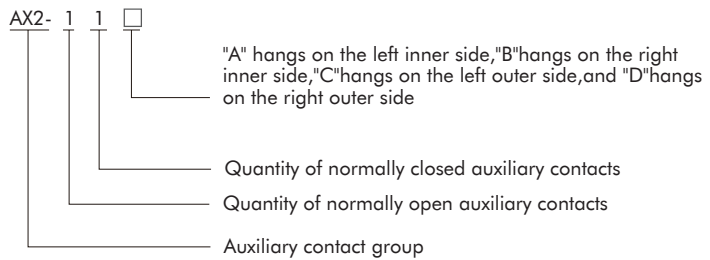 AX2- 1 1 □
"A" hangs on the left inner side,"B"hangs on the right
inner side,"C"hangs on the left outer side,and "D"hangs
on the right outer side
Quantity of normally closed auxiliary contacts
Quantity of normally open auxiliary contacts
Auxiliary contact group